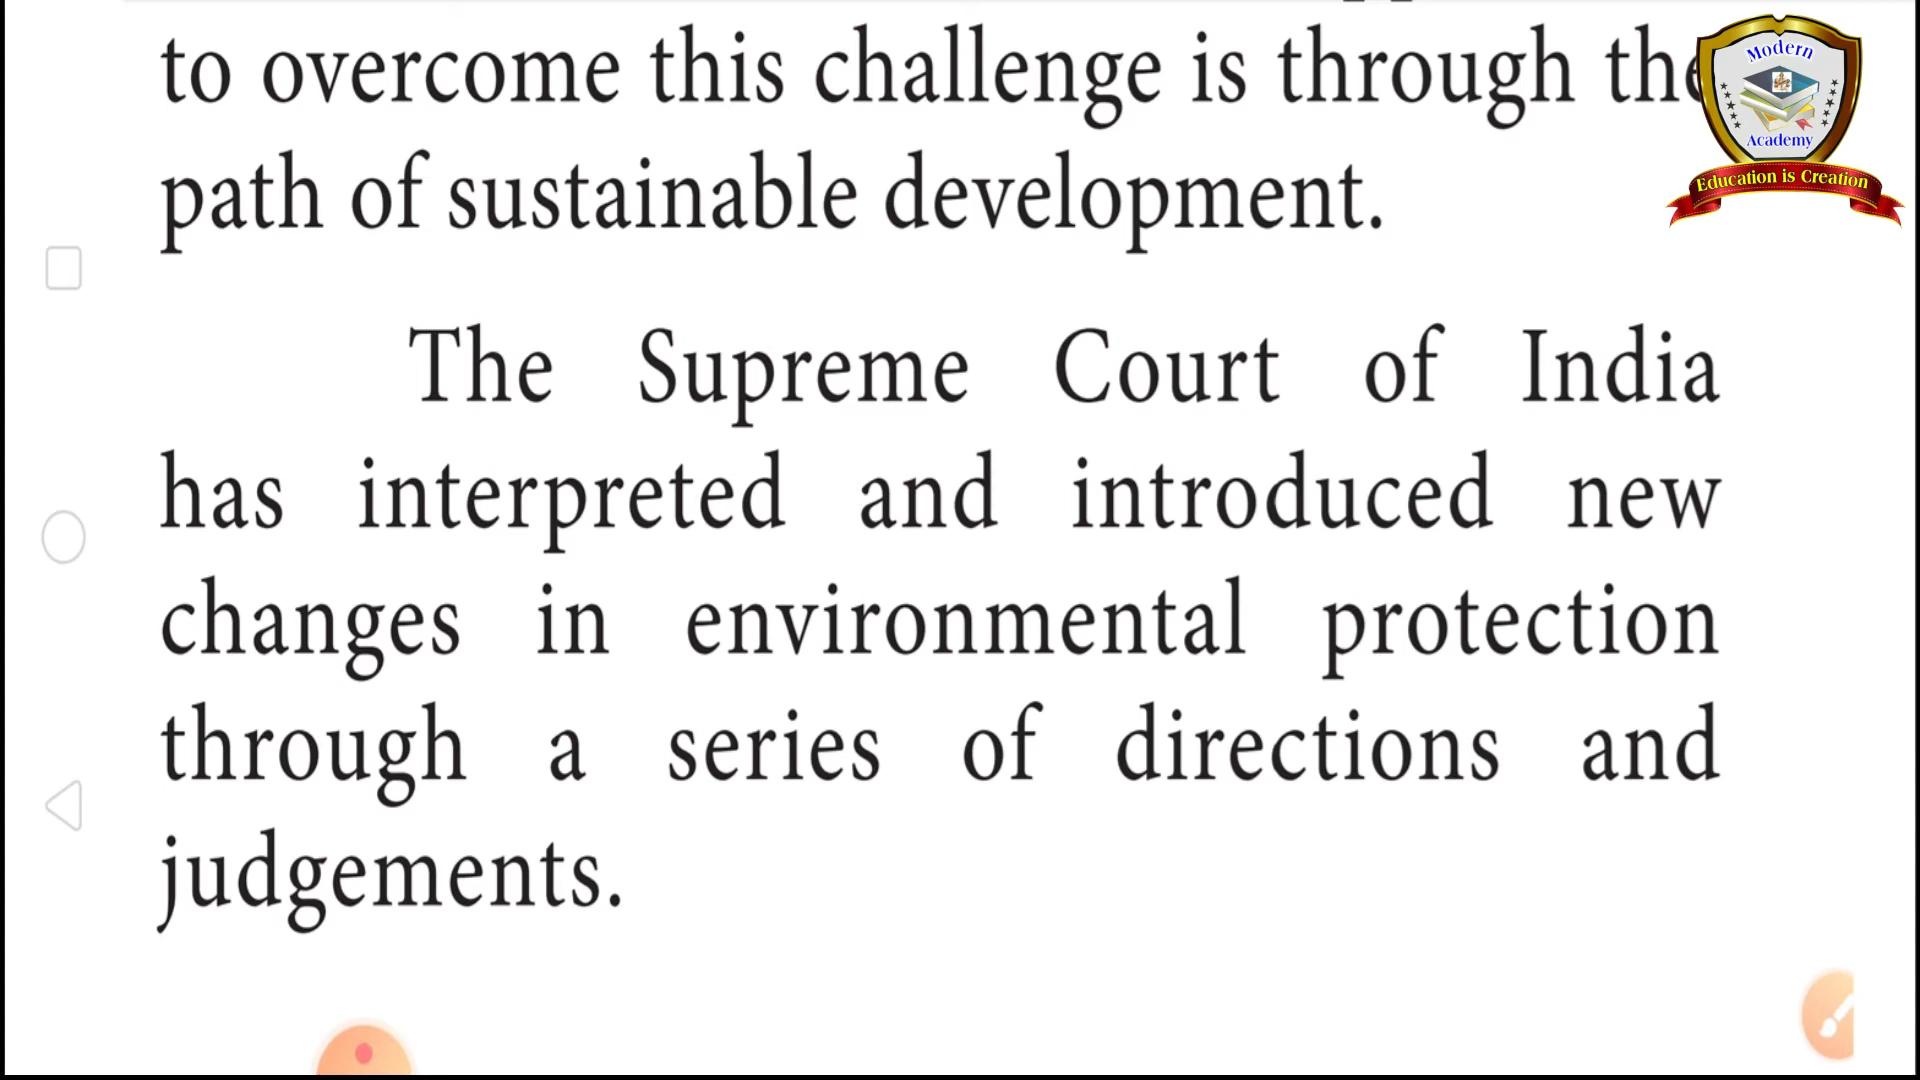 to overcome this challenge is through the
path of sustainable development.
The Supreme Court of India
has interpreted and introduced new
changes in environmental protection
through a series of directions and
judgements.
Modern
Academy
Education is Creation